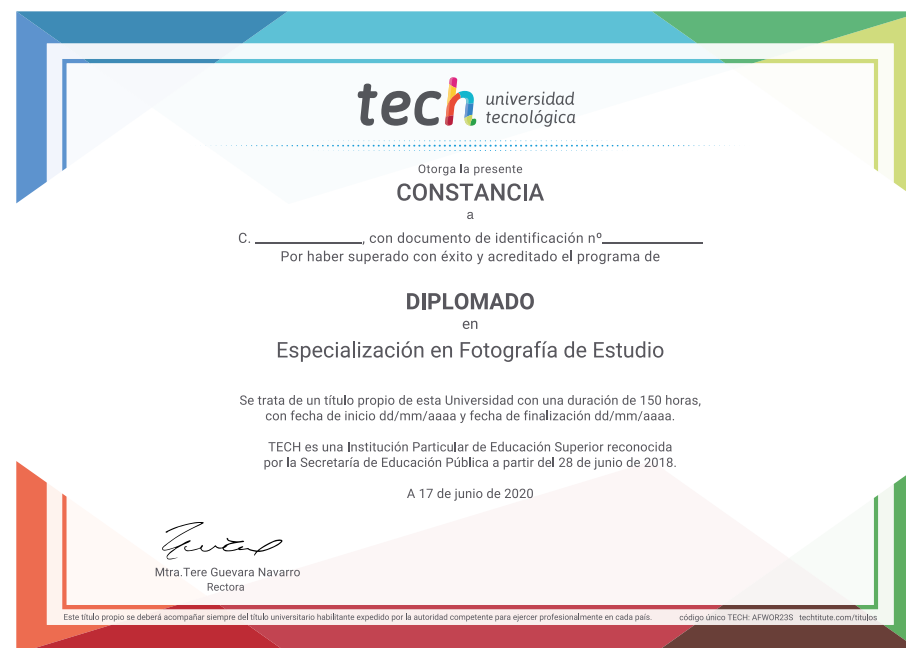 tech universidad
tecnológica
Otorga la presente
CONSTANCIA
a
C. ____________, con documento de identificación nº____________
Por haber superado con éxito y acreditado el programa de
DIPLOMADO
en
Especialización en Fotografía de Estudio
Se trata de un título propio de esta Universidad con una duración de 150 horas,
con fecha de inicio dd/mm/aaaa y fecha de finalización dd/mm/aaaa.
TECH es una Institución Particular de Educación Superior reconocida
por la Secretaría de Educación Pública a partir del 28 de junio de 2018.
A 17 de junio de 2020
Mtra.Tere Guevara Navarro
Rectora
Este título propio se deberá acompañar siempre del título universitario habilitante expedido por la autoridad competente para ejercer profesionalmente en cada país. código único TECH: AFWOR23S techtitute.com/titulos